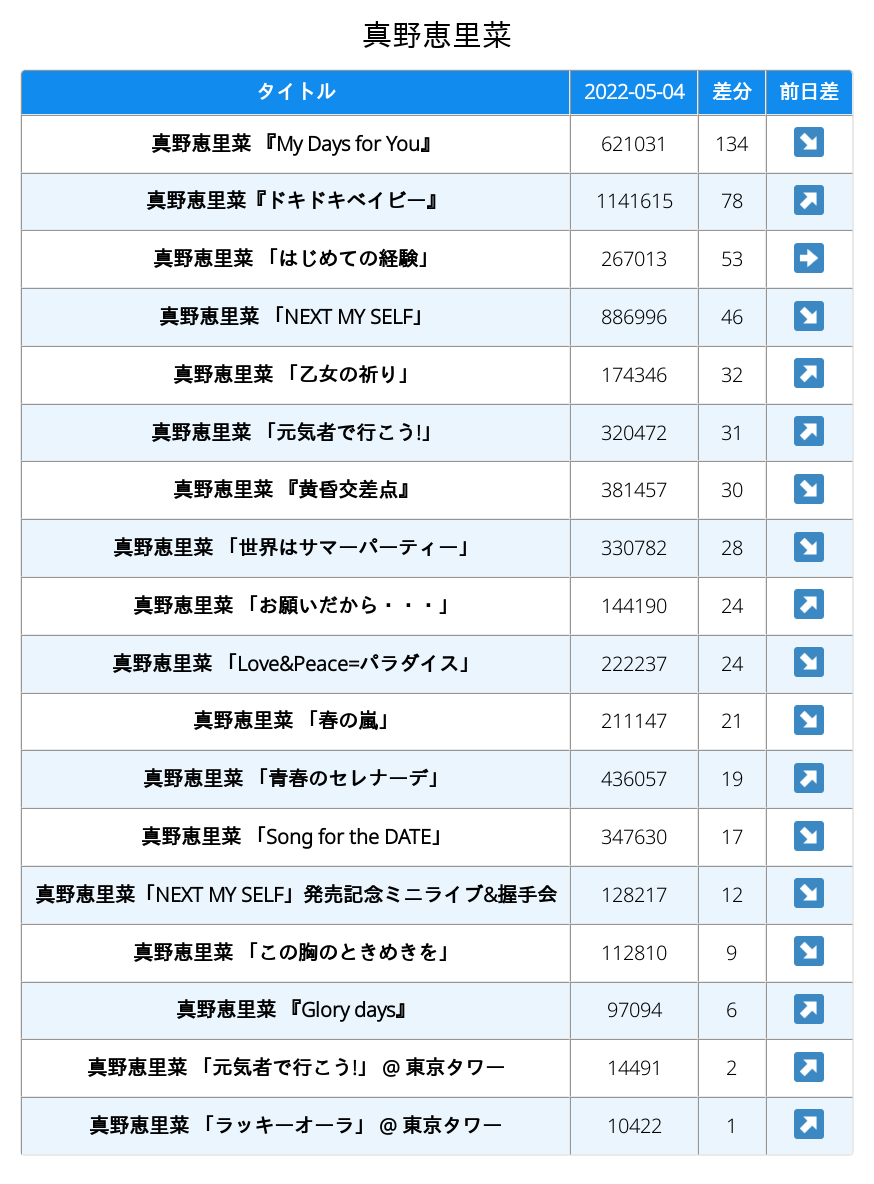 真野恵里菜
タイトル 2022-05-04 差分 前日差
真野恵里菜 『My Days for You』 621031 134 ↘
真野恵里菜『ドキドキベイビー』 1141615 78 ↗
真野恵里菜 「はじめての経験」 267013 53 ➡
真野恵里菜 「NEXT MY SELF」 886996 46 ↘
真野恵里菜 「乙女の祈り」 174346 32 ↗
真野恵里菜 「元気者で行こう!」 320472 31 ↗
真野恵里菜 『黄昏交差点』 381457 30 ↘
真野恵里菜 「世界はサマーパーティー」 330782 28 ↘
真野恵里菜 「お願いだから・・・」 144190 24 ↗
真野恵里菜 「Love&Peace=パラダイス」 222237 24 ↘
真野恵里菜 「春の嵐」 211147 21 ↘
真野恵里菜 「青春のセレナーデ」 436057 19 ↗
真野恵里菜 「Song for the DATE」 347630 17 ↘
真野恵里菜「NEXT MY SELF」発売記念ミニライブ&握手会 128217 12 ↘
真野恵里菜 「この胸のときめきを」 112810 9 ↘
真野恵里菜 『Glory days』 97094 6 ↗
真野恵里菜 「元気者で行こう!」 @ 東京タワー 14491 2 ↗
真野恵里菜 「ラッキーオーラ」 @ 東京タワー 10422 1 ↗